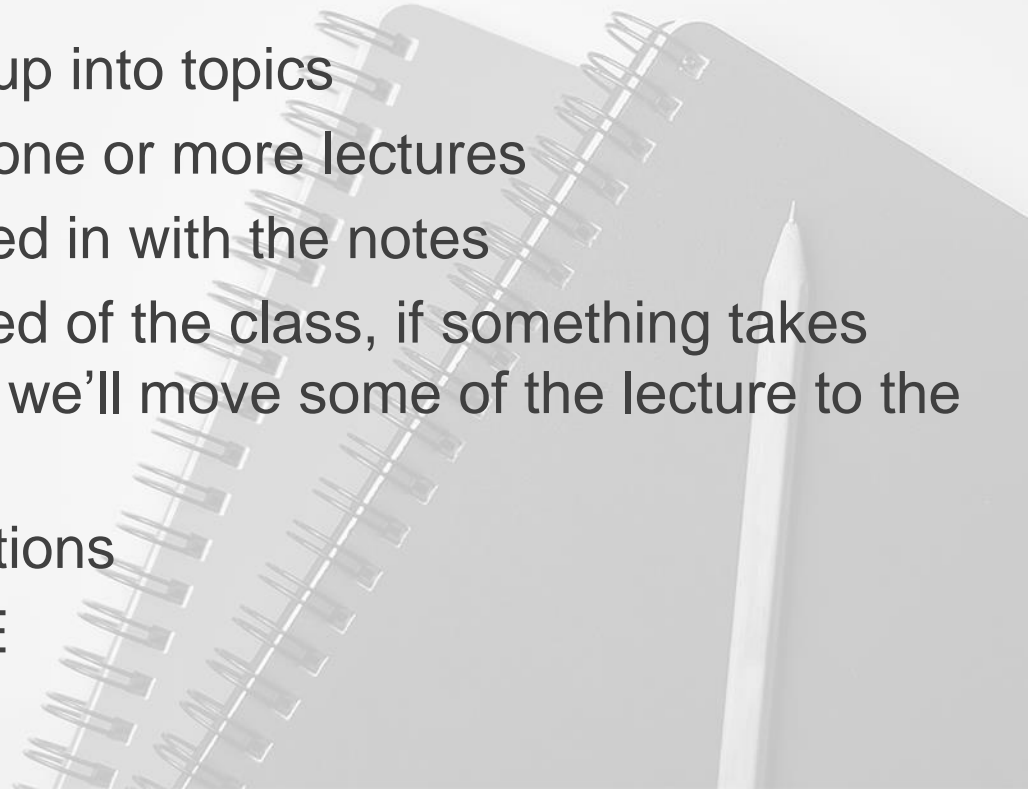 up into topics
one or more lectures
ed in with the notes
ed of the class, if something takes
we’ll move some of the lecture to the
tions
E